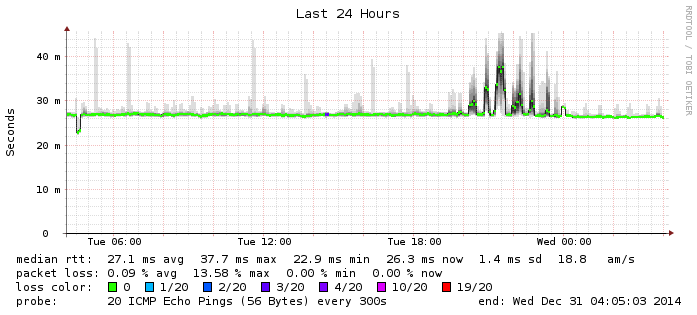 Last 24 Hours
RRDTOOL / TOBI OETIKER
Seconds
40 m
30 m
20 m
10 m
0
Tue 06:00 Tue 12:00 Tue 18:00 Wed 00:00
median rtt: 27.1 ms avg 37.7 ms max 22.9 ms min 26.3 ms now 1.4 ms sd 18.8 am/s
packet loss: 0.09 % avg 13.58 % max 0.00 % min 0.00 % now
loss color: 0 1/20 2/20 3/20 4/20 10/20 19/20
probe: 20 ICMP Echo Pings (56 Bytes) every 300s end: Wed Dec 31 04:05:03 2014